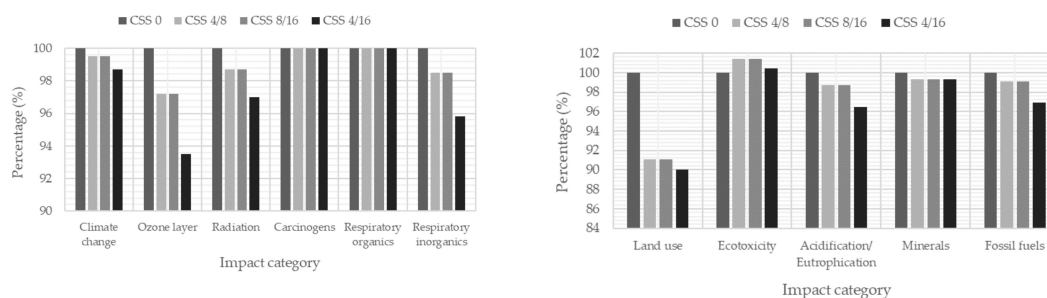 CSS 0 CSS 4/8 CSS 8/16 CSS 4/16
100
98
96
94
92
90
Percentage (%)
Climate change
Ozone layer
Radiation
Carcinogens
Respiratory organics
Respiratory inorganics
Impact category
CSS 0 CSS 4/8 CSS 8/16 CSS 4/16
102
100
98
96
94
92
90
88
86
84
Percentage (%)
Land use
Ecotoxicity
Acidification/
Eutrophication
Minerals
Fossil fuels
Impact category